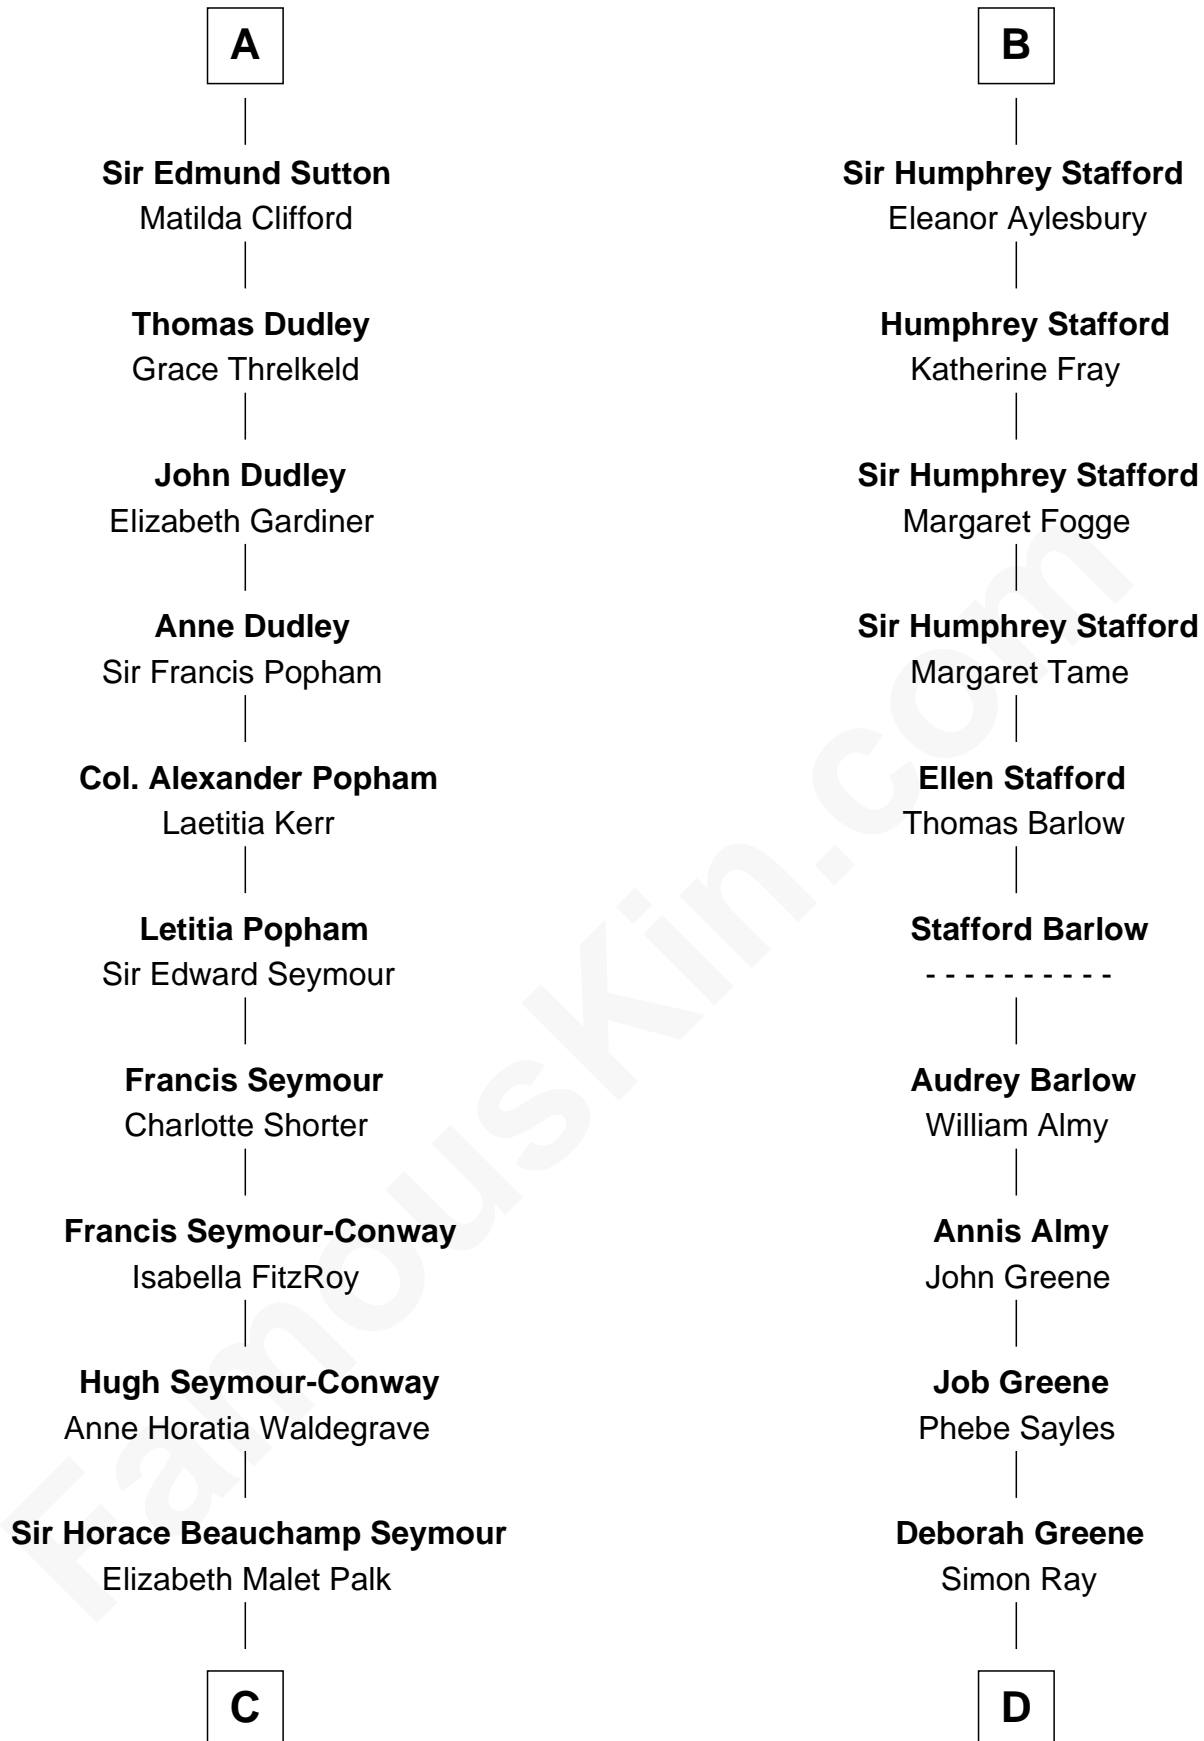 A
Sir Edmund Sutton
Matilda Clifford
Thomas Dudley
Grace Threlkeld
John Dudley
Elizabeth Gardiner
Anne Dudley
Sir Francis Popham
Col. Alexander Popham
Laetitia Kerr
Letitia Popham
Sir Edward Seymour
Francis Seymour
Charlotte Shorter
Francis Seymour-Conway
Isabella FitzRoy
Hugh Seymour-Conway
Anne Horatia Waldegrave
Sir Horace Beauchamp Seymour
Elizabeth Malet Palk
C
B
Sir Humphrey Stafford
Eleanor Aylesbury
Humphrey Stafford
Katherine Fray
Sir Humphrey Stafford
Margaret Fogge
Sir Humphrey Stafford
Margaret Tame
Ellen Stafford
Thomas Barlow
Stafford Barlow
- - - - - - - - - -
Audrey Barlow
William Almy
Annis Almy
John Greene
Job Greene
Phebe Sayles
Deborah Greene
Simon Ray
D
FamousKin.com